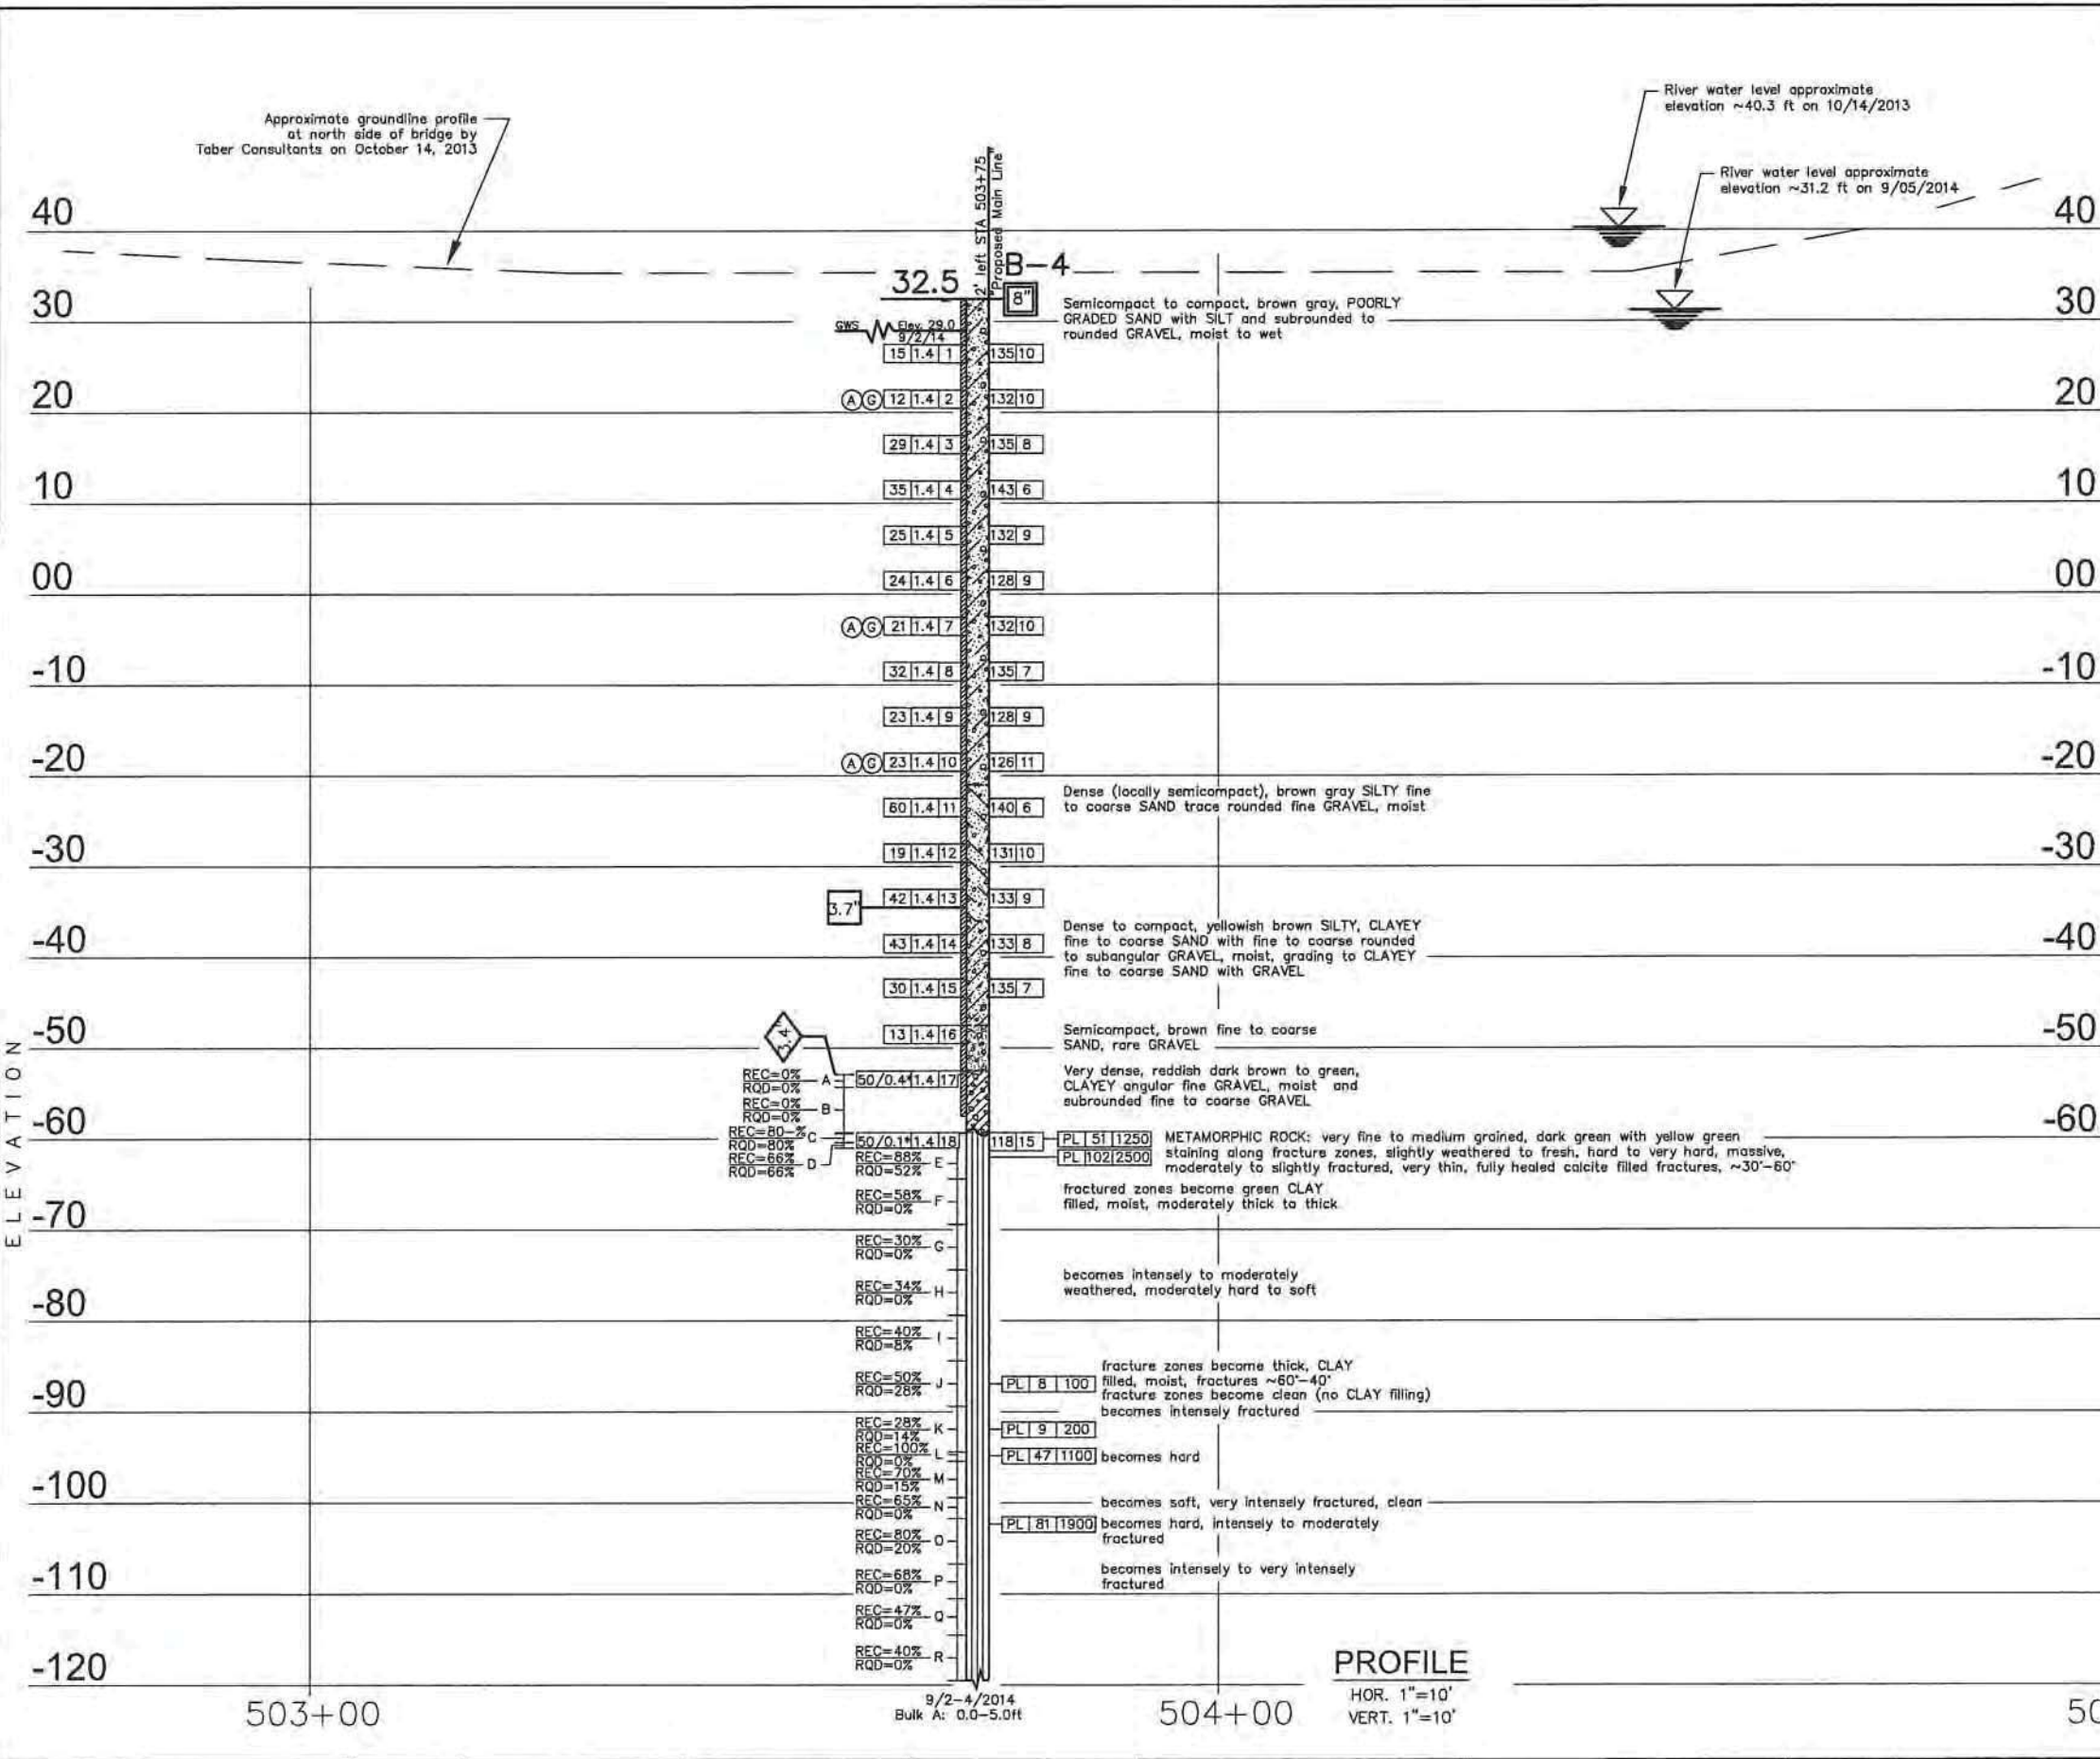 River water level approximate
elevation ~40.3 ft on 10/14/2013
Approximate groundline profile
at north side of bridge by
Taber Consultants on October 14, 2013
River water level approximate
elevation ~31.2 ft on 9/05/2014
2' left STA 503+75
"Proposed Main Line"
40 40
B-4
32.5
8"
30 30
Semicompact to compact, brown gray, POORLY
GRADED SAND with SILT and subrounded to
rounded GRAVEL, moist to wet
GWS Elev. 29.0
9/2/14
15 1.4 1 135 10
20 20
A G 12 1.4 2 132 10
29 1.4 3 135 8
10 10
35 1.4 4 143 6
25 1.4 5 132 9
00 00
24 1.4 6 128 9
A G 21 1.4 7 132 10
-10 -10
32 1.4 8 135 7
23 1.4 9 128 9
-20 -20
A G 23 1.4 10 126 11
Dense (locally semicompact), brown gray SILTY fine
to coarse SAND trace rounded fine GRAVEL, moist
60 1.4 11 140 6
-30 -30
19 1.4 12 131 10
42 1.4 13 133 9
3.7"
Dense to compact, yellowish brown SILTY, CLAYEY
fine to coarse SAND with fine to coarse rounded
to subangular GRAVEL, moist, grading to CLAYEY
fine to coarse SAND with GRAVEL
-40 -40
43 1.4 14 133 8
30 1.4 15 135 7
-50 -50
13 1.4 16
Semicompact, brown fine to coarse
SAND, rare GRAVEL
3.4"
Very dense, reddish dark brown to green,
CLAYEY angular fine GRAVEL, moist and
subrounded fine to coarse GRAVEL
REC=0%
RQD=0% A
50/0.4' 1.4 17
REC=0%
RQD=0% B
-60 -60
REC=80-%
RQD=80% C
50/0.1' 1.4 18 118 15
PL 51 1250
PL 102 2500
METAMORPHIC ROCK: very fine to medium grained, dark green with yellow green
staining along fracture zones, slightly weathered to fresh, hard to very hard, massive,
moderately to slightly fractured, very thin, fully healed calcite filled fractures, ~30°-60°
REC=66%
RQD=66% D
REC=88%
RQD=52% E
fractured zones become green CLAY
filled, moist, moderately thick to thick
REC=58%
RQD=0% F
-70
REC=30%
RQD=0% G
becomes intensely to moderately
weathered, moderately hard to soft
REC=34%
RQD=0% H
-80
REC=40%
RQD=8% I
fracture zones become thick, CLAY
filled, moist, fractures ~60°-40°
fracture zones become clean (no CLAY filling)
becomes intensely fractured
REC=50%
RQD=28% J
PL 8 100
-90
REC=28%
RQD=14% K
PL 9 200
REC=100%
RQD=0% L
PL 47 1100 becomes hard
REC=70%
RQD=15% M
-100
REC=65%
RQD=0% N
becomes soft, very intensely fractured, clean
PL 81 1900 becomes hard, intensely to moderately
fractured
REC=80%
RQD=20% O
-110
becomes intensely to very intensely
fractured
REC=68%
RQD=0% P
REC=47%
RQD=0% Q
REC=40%
RQD=0% R
-120
ELEVATION
9/2-4/2014
Bulk A: 0.0-5.0ft
503+00
504+00
PROFILE
HOR. 1"=10'
VERT. 1"=10'